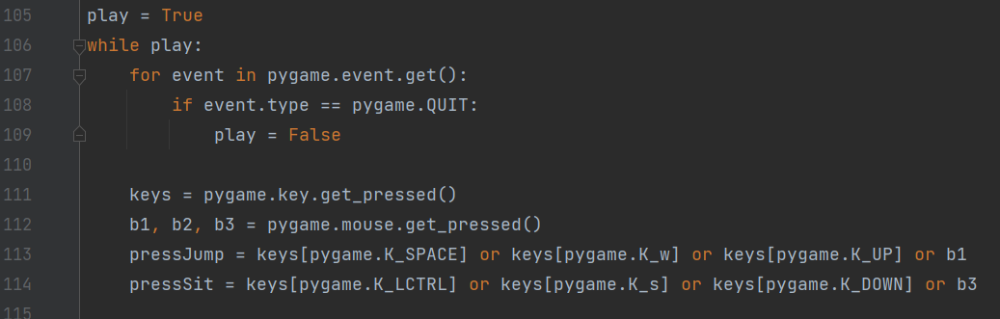 105 play = True
106 while play:
107     for event in pygame.event.get():
108         if event.type == pygame.QUIT:
109             play = False
110
111     keys = pygame.key.get_pressed()
112     b1, b2, b3 = pygame.mouse.get_pressed()
113     pressJump = keys[pygame.K_SPACE] or keys[pygame.K_w] or keys[pygame.K_UP] or b1
114     pressSit = keys[pygame.K_LCTRL] or keys[pygame.K_s] or keys[pygame.K_DOWN] or b3
115